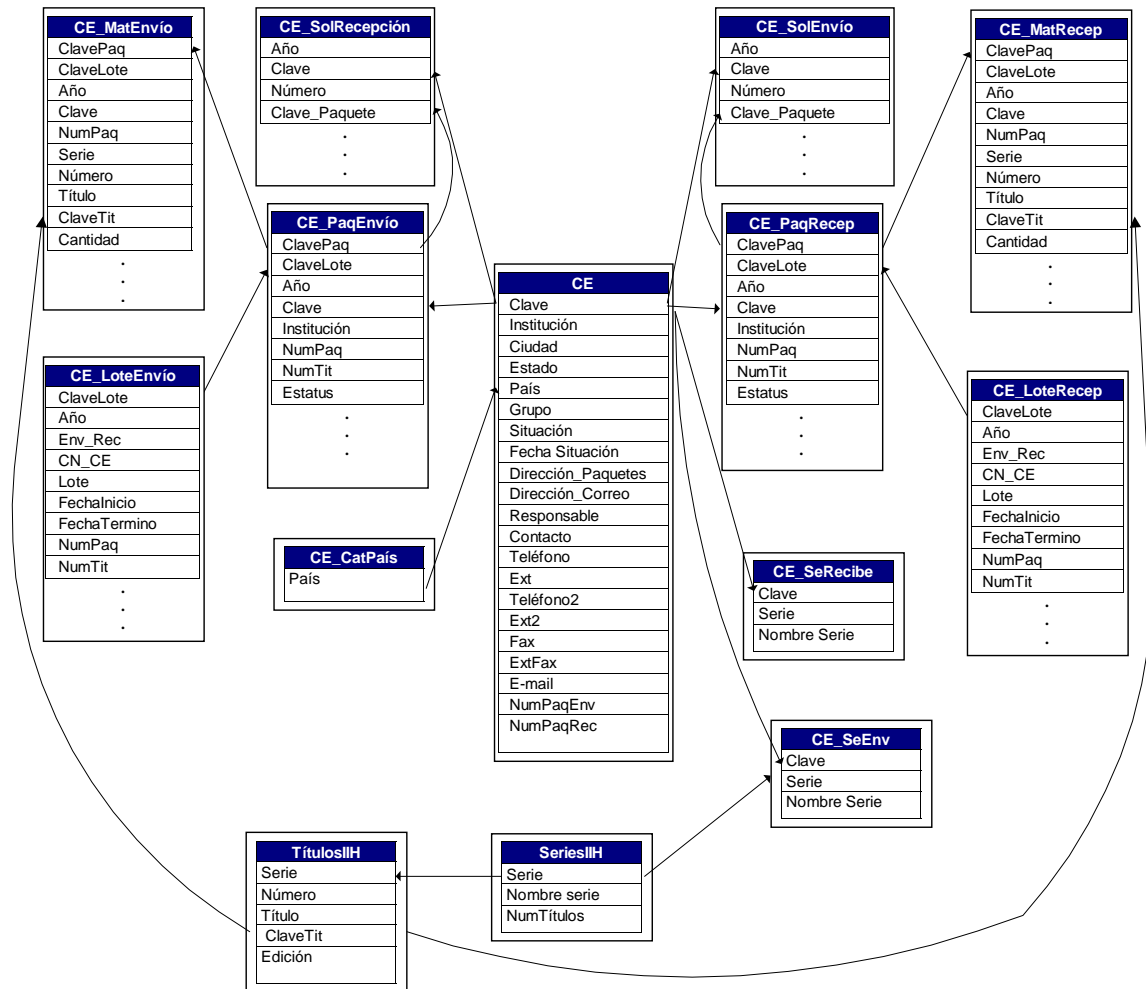 CE_MatEnvío
ClavePaq
ClaveLote
Año
Clave
NumPaq
Serie
Número
Título
ClaveTit
Cantidad
.
.
.
CE_SolRecepción
Año
Clave
Número
Clave_Paquete
.
.
.
CE_SolEnvío
Año
Clave
Número
Clave_Paquete
.
.
.
CE_MatRecep
ClavePaq
ClaveLote
Año
Clave
NumPaq
Serie
Número
Título
ClaveTit
Cantidad
.
.
.
CE_PaqEnvío
ClavePaq
ClaveLote
Año
Clave
Institución
NumPaq
NumTit
Estatus
.
.
.
CE
Clave
Institución
Ciudad
Estado
País
Grupo
Situación
Fecha Situación
Dirección_Paquetes
Dirección_Correo
Responsable
Contacto
Teléfono
Ext
Teléfono2
Ext2
Fax
ExtFax
E-mail
NumPaqEnv
NumPaqRec
CE_PaqRecep
ClavePaq
ClaveLote
Año
Clave
Institución
NumPaq
NumTit
Estatus
.
.
.
CE_LoteEnvío
ClaveLote
Año
Env_Rec
CN_CE
Lote
FechaInicio
FechaTermino
NumPaq
NumTit
.
.
.
CE_LoteRecep
ClaveLote
Año
Env_Rec
CN_CE
Lote
FechaInicio
FechaTermino
NumPaq
NumTit
.
.
.
CE_CatPaís
País
CE_SeRecibe
Clave
Serie
Nombre Serie
CE_SeEnv
Clave
Serie
Nombre Serie
TítulosIIH
Serie
Número
Título
ClaveTit
Edición
SeriesIIH
Serie
Nombre serie
NumTítulos